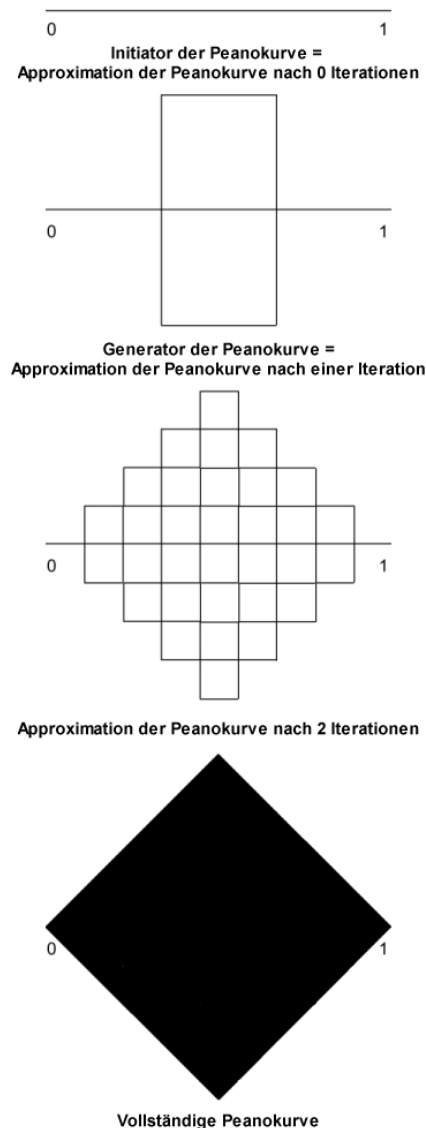 0 1
Initiator der Peanokurve =
Approximation der Peanokurve nach 0 Iterationen
0 1
Generator der Peanokurve =
Approximation der Peanokurve nach einer Iteration
0 1
Approximation der Peanokurve nach 2 Iterationen
0 1
Vollständige Peanokurve